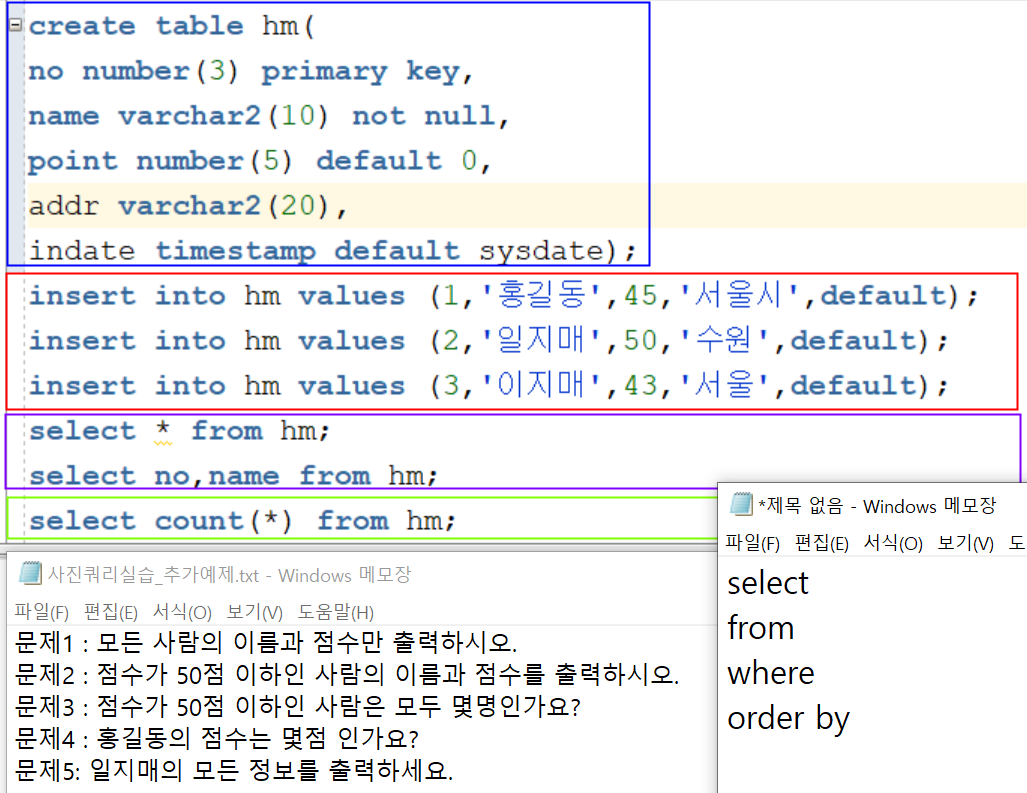 create table hm(
no number(3) primary key,
name varchar2(10) not null,
point number(5) default 0,
addr varchar2(20),
indate timestamp default sysdate);
insert into hm values (1,'홍길동',45,'서울시',default);
insert into hm values (2,'일지매',50,'수원',default);
insert into hm values (3,'이지매',43,'서울',default);
select * from hm;
select no,name from hm;
select count(*) from hm;
*제목 없음 - Windows 메모장
파일(F) 편집(E) 서식(O) 보기(V) 도
select
from
where
order by
사진쿼리실습_추가예제.txt - Windows 메모장
파일(F) 편집(E) 서식(O) 보기(V) 도움말(H)
문제1 : 모든 사람의 이름과 점수만 출력하시오.
문제2 : 점수가 50점 이하인 사람의 이름과 점수를 출력하시오.
문제3 : 점수가 50점 이하인 사람은 모두 몇명인가요?
문제4 : 홍길동의 점수는 몇점 인가요?
문제5: 일지매의 모든 정보를 출력하세요.